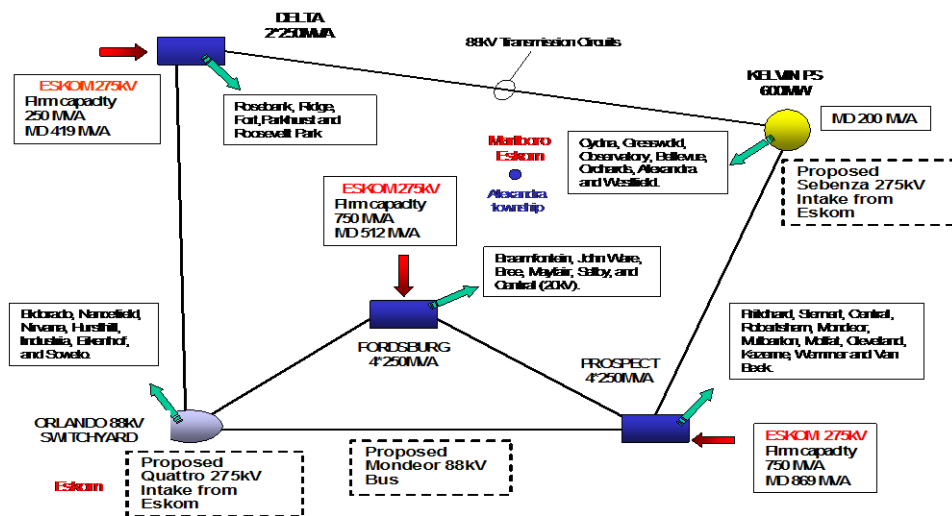 DELTA
2*250MVA
88kV Transmission Circuits
KELVIN PS
600MW
ESKOM 275kV
Firm capacity
250 MVA
MD 419 MVA
Rosebank, Ridge,
Fort, Parkhurst and
Roosevelt Park
MD 200 MVA
Marlboro
Eskom
Alexandra
township
Cydna, Gresswold,
Observatory, Bellevue,
Orchards, Alexandra
and Westfield.
Proposed
Sebenza 275kV
Intake from
Eskom
ESKOM 275kV
Firm capacity
750 MVA
MD 512 MVA
Braamfontein, John Ware,
Bree, Mayfair, Selby, and
Central (20kV).
Eldorado, Nancefield,
Nirvana, Hursthill,
Industria, Eikenhof,
and Soweto.
FORDSBURG
4*250MVA
PROSPECT
4*250MVA
Pritchard, Siemert, Central,
Robertsham, Mondeor,
Mulbarton, Moffat, Cleveland,
Kazerne, Wemmer and Van
Beek.
ORLANDO 88kV
SWITCHYARD
Eskom
Proposed
Quattro 275kV
Intake from
Eskom
Proposed
Mondeor 88kV
Bus
ESKOM 275kV
Firm capacity
750 MVA
MD 869 MVA